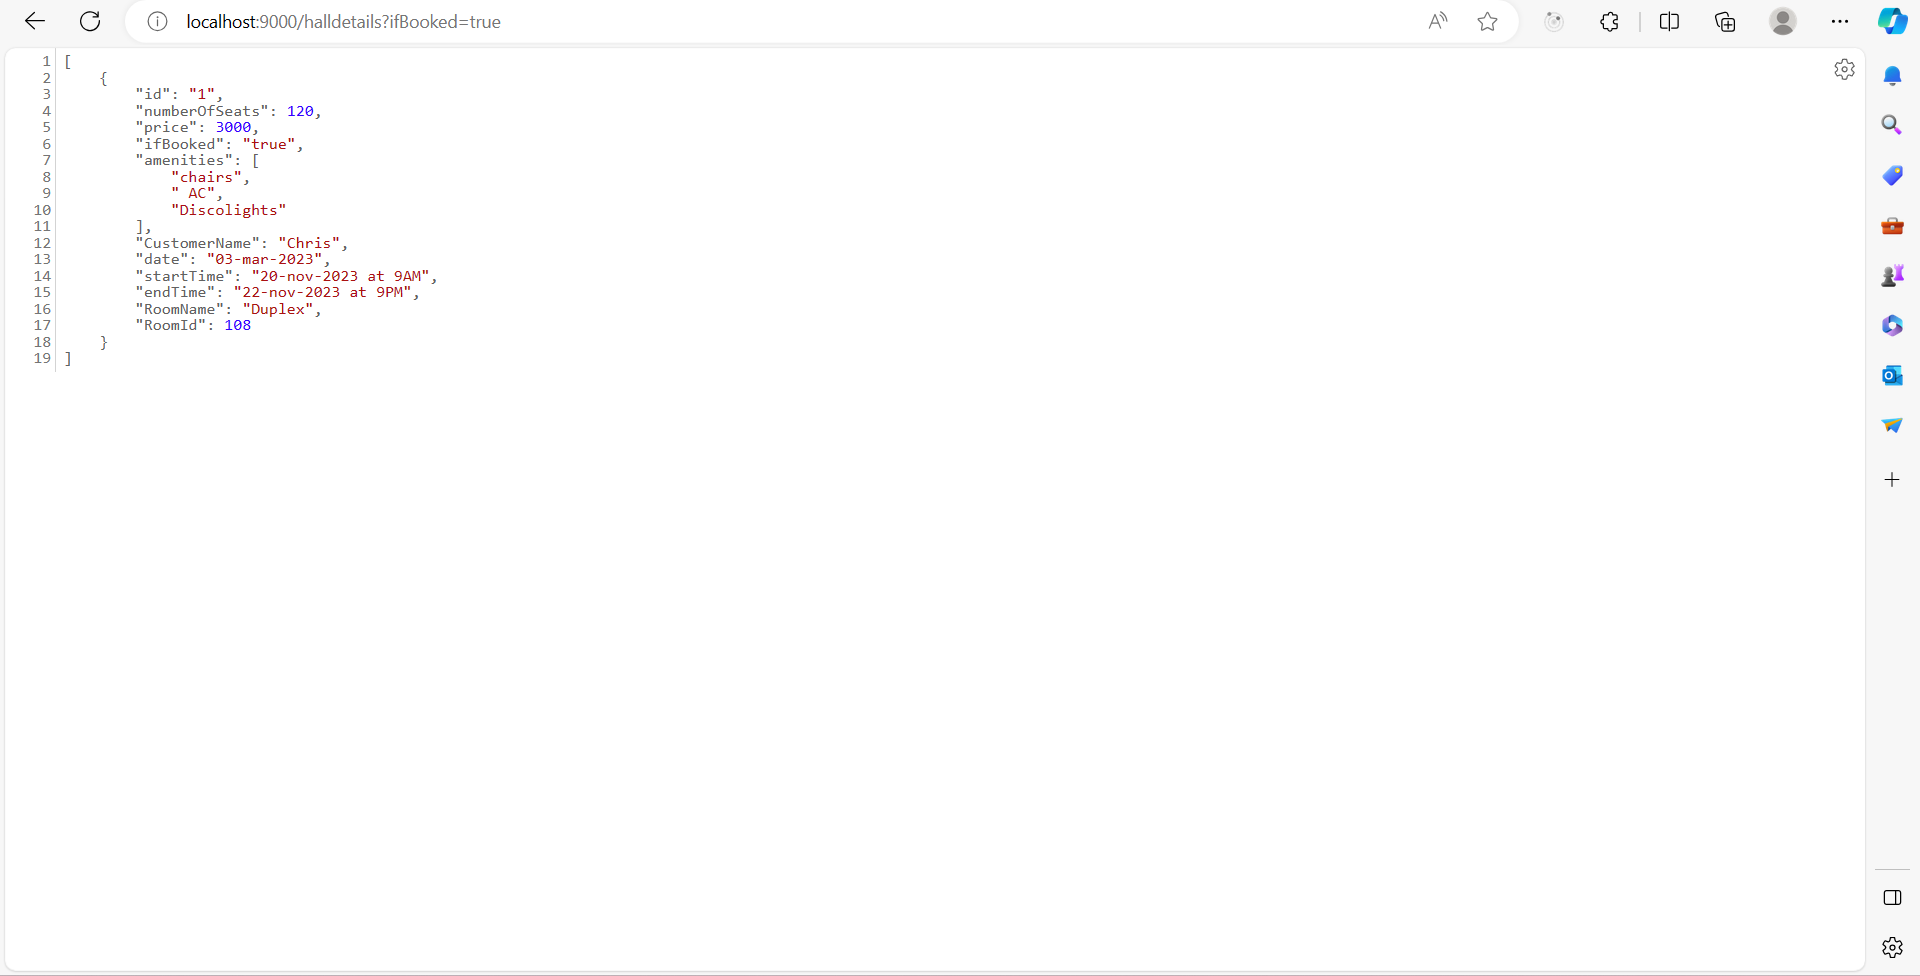 localhost:9000/halldetails?ifBooked=true
1 [
2     {
3         "id": "1",
4         "numberOfSeats": 120,
5         "price": 3000,
6         "ifBooked": "true",
7         "amenities": [
8             "chairs",
9             " AC",
10             "Discolights"
11         ],
12         "CustomerName": "Chris",
13         "date": "03-mar-2023",
14         "startTime": "20-nov-2023 at 9AM",
15         "endTime": "22-nov-2023 at 9PM",
16         "RoomName": "Duplex",
17         "RoomId": 108
18     }
19 ]